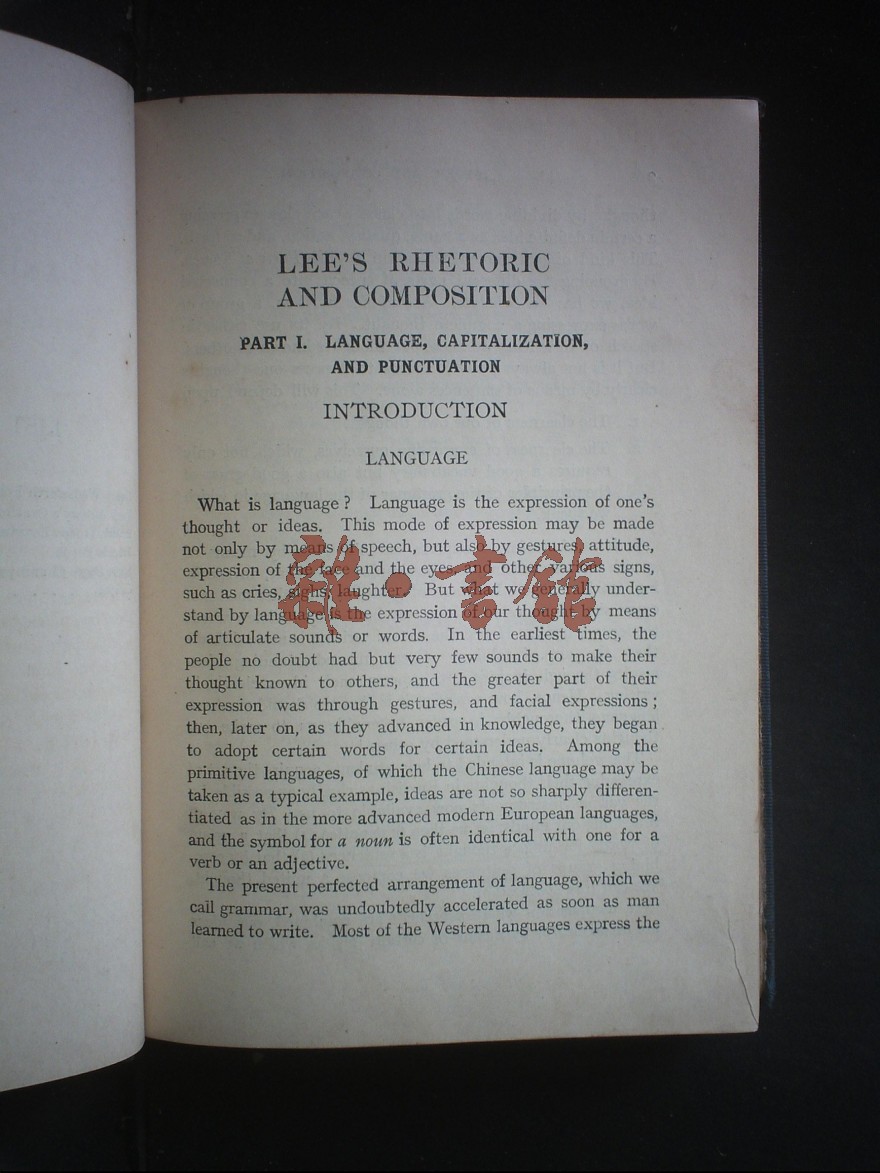 LEE'S RHETORIC
AND COMPOSITION
PART I. LANGUAGE, CAPITALIZATION,
AND PUNCTUATION
INTRODUCTION
LANGUAGE
What is language? Language is the expression of one's
thought or ideas. This mode of expression may be made
not only by means of speech, but also by gestures, attitude,
expression of the face and the eyes, and other various signs,
such as cries, sighs, laughter. But what we generally under-
stand by language is the expression of our thought by means
of articulate sounds or words. In the earliest times, the
people no doubt had but very few sounds to make their
thought known to others, and the greater part of their
expression was through gestures, and facial expressions;
then, later on, as they advanced in knowledge, they began
to adopt certain words for certain ideas. Among the
primitive languages, of which the Chinese language may be
taken as a typical example, ideas are not so sharply differen-
tiated as in the more advanced modern European languages,
and the symbol for a noun is often identical with one for a
verb or an adjective.
The present perfected arrangement of language, which we
call grammar, was undoubtedly accelerated as soon as man
learned to write. Most of the Western languages express the
雜·書館